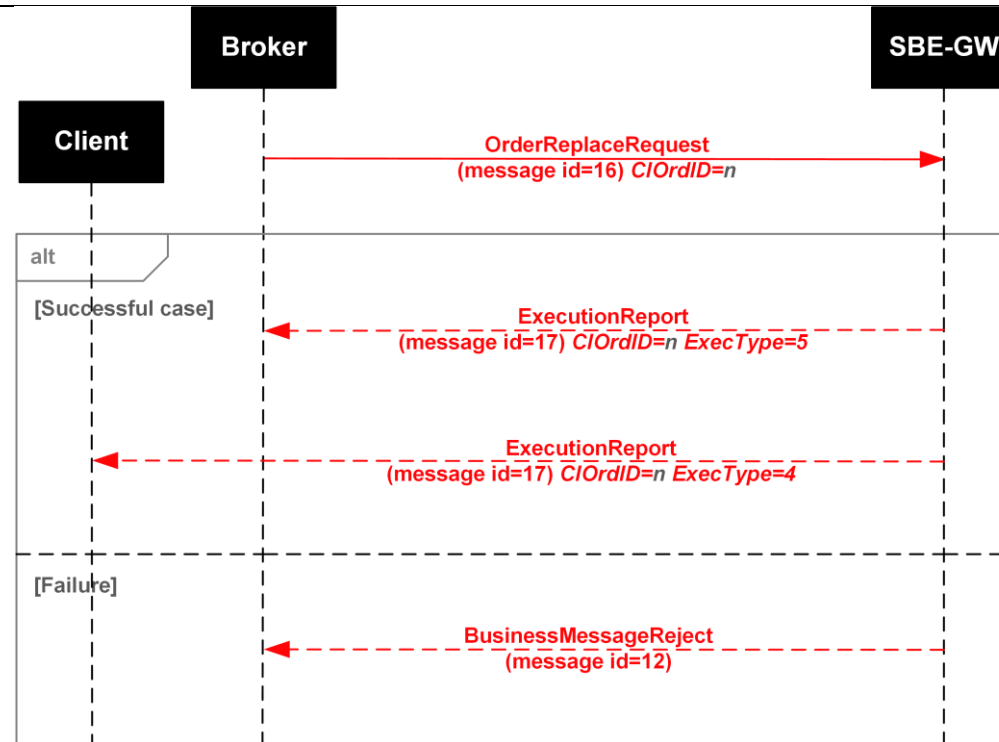 Broker
SBE-GW
Client
OrderReplaceRequest
(message id=16) ClOrdID=n
alt
[Successful case]
ExecutionReport
(message id=17) ClOrdID=n ExecType=5
ExecutionReport
(message id=17) ClOrdID=n ExecType=4
[Failure]
BusinessMessageReject
(message id=12)